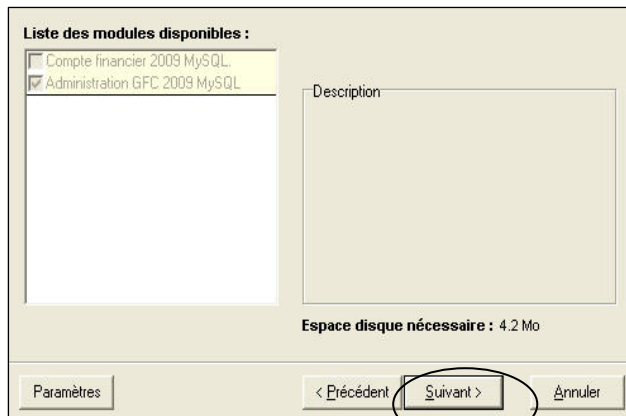 Liste des modules disponibles :
Compte financier 2009 MySQL.
Administration GFC 2009 MySQL
Description
Espace disque nécessaire : 4.2 Mo
Paramètres
< Précédent
Suivant >
Annuler